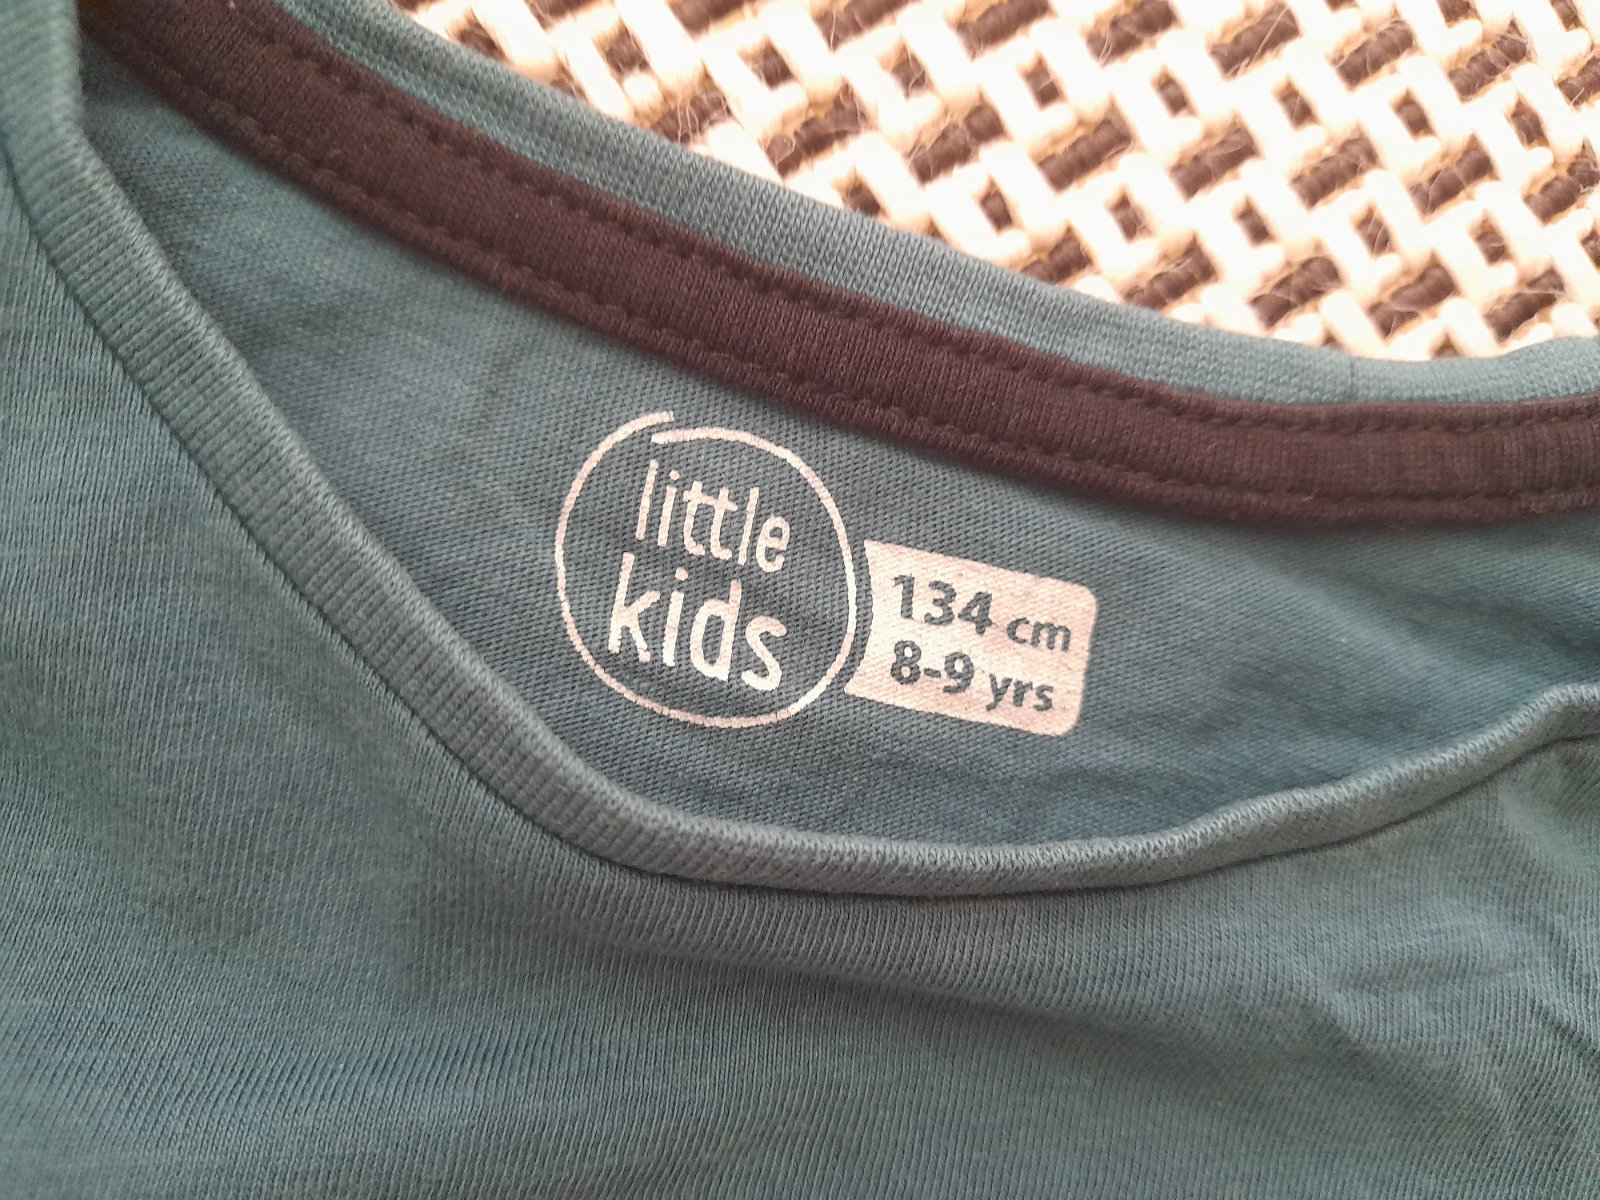 little
kids
134 cm
8-9 yrs